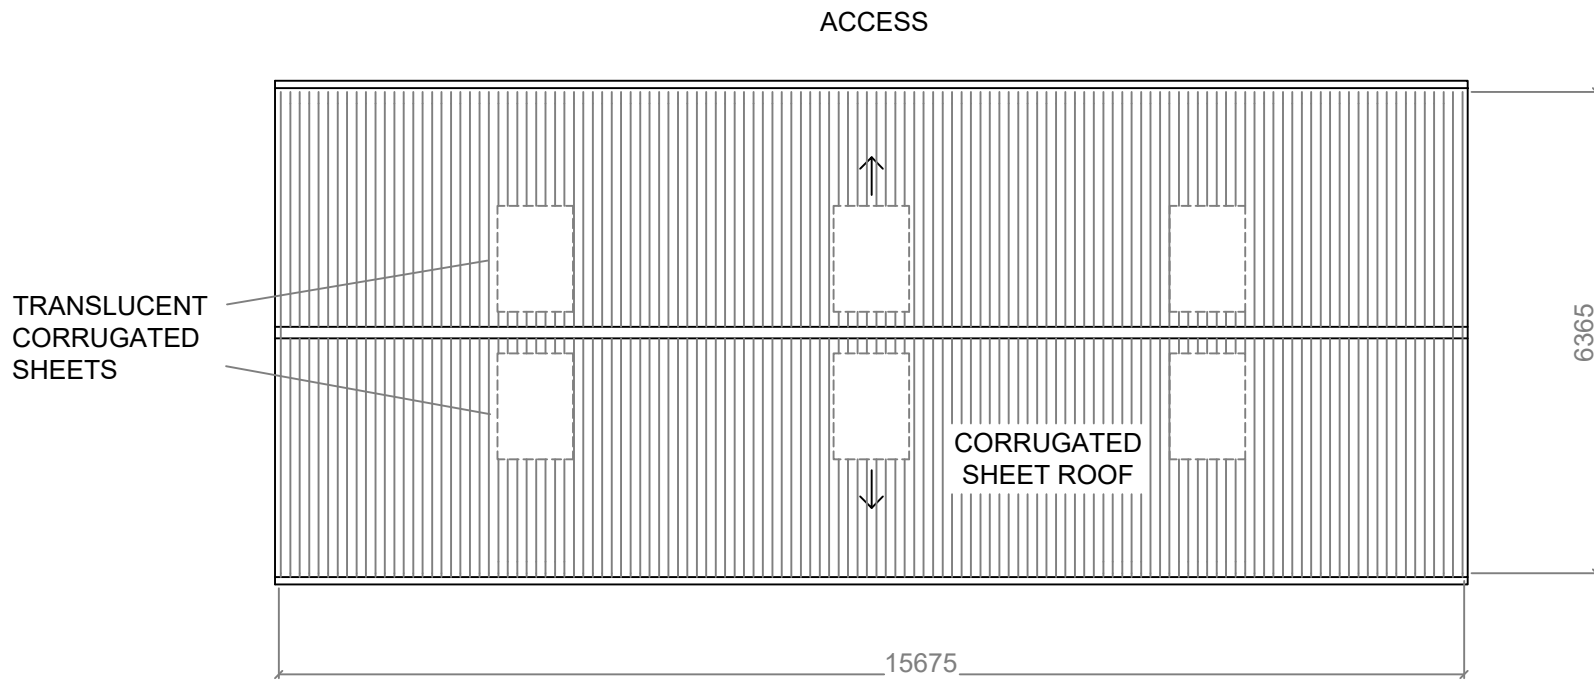 ACCESS
TRANSLUCENT
CORRUGATED
SHEETS
6365
CORRUGATED
SHEET ROOF
15675